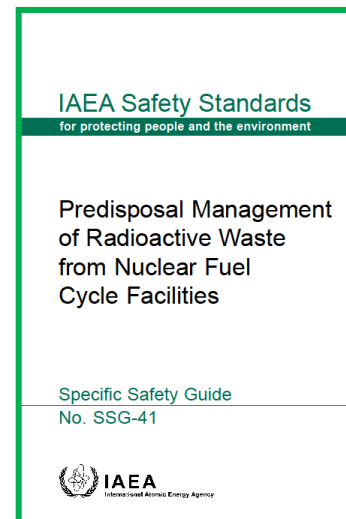 IAEA Safety Standards
for protecting people and the environment
Predisposal Management
of Radioactive Waste
from Nuclear Fuel
Cycle Facilities
Specific Safety Guide
No. SSG-41
IAEA
International Atomic Energy Agency